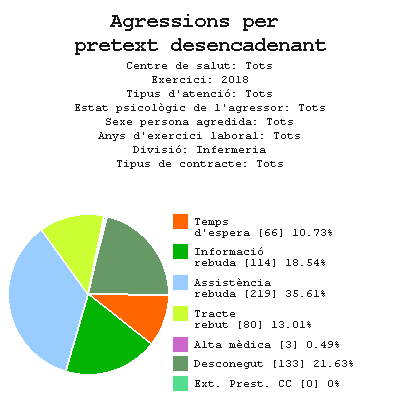 Agressions per
pretext desencadenant
Centre de salut: Tots
Exercici: 2018
Tipus d'atenció: Tots
Estat psicològic de l'agressor: Tots
Sexe persona agredida: Tots
Anys d'exercici laboral: Tots
Divisió: Infermeria
Tipus de contracte: Tots
Temps
d'espera [66] 10.73%
Informació
rebuda [114] 18.54%
Assistència
rebuda [219] 35.61%
Tracte
rebut [80] 13.01%
Alta mèdica [3] 0.49%
Desconegut [133] 21.63%
Ext. Prest. CC [0] 0%